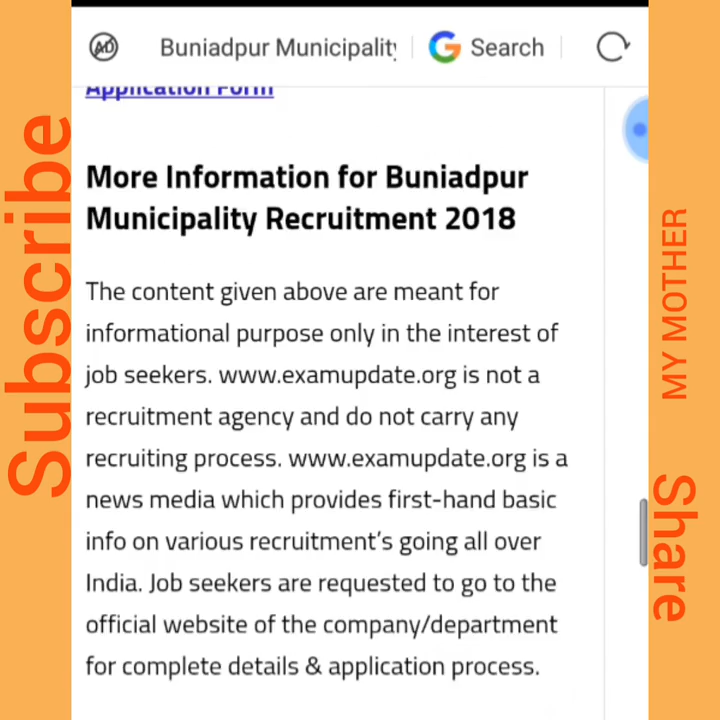 Buniadpur Municipality
Search
Application Form
More Information for Buniadpur
Municipality Recruitment 2018
The content given above are meant for
informational purpose only in the interest of
job seekers. www.examupdate.org is not a
recruitment agency and do not carry any
recruiting process. www.examupdate.org is a
news media which provides first-hand basic
info on various recruitment’s going all over
India. Job seekers are requested to go to the
official website of the company/department
for complete details & application process.
Subscribe
MY MOTHER
Share